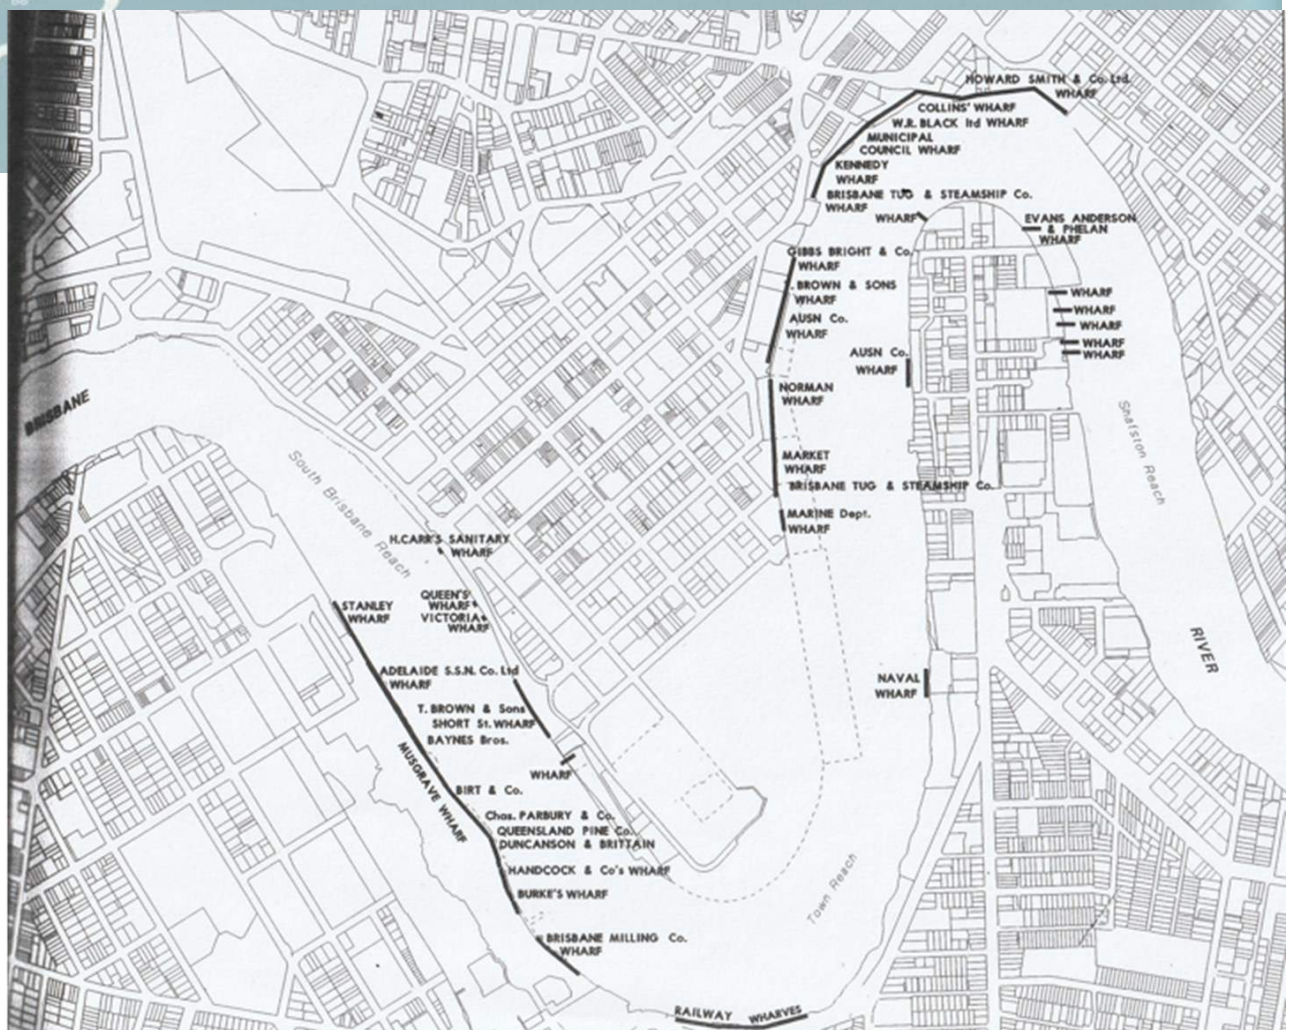 HOWARD SMITH & Co. Ltd.
WHARF
COLLINS' WHARF
W.R. BLACK ltd WHARF
MUNICIPAL
COUNCIL WHARF
KENNEDY
WHARF
BRISBANE TUG & STEAMSHIP Co.
WHARF
WHARF
EVANS ANDERSON
& PHELAN
WHARF
GIBBS BRIGHT & Co.
WHARF
BROWN & SONS
WHARF
AUSN Co.
WHARF
WHARF
WHARF
WHARF
WHARF
WHARF
AUSN Co.
WHARF
NORMAN
WHARF
BRISBANE
Shafston Reach
MARKET
WHARF
BRISBANE TUG & STEAMSHIP Co.
MARINE Dept.
WHARF
South Brisbane Reach
H.CARR'S SANITARY
WHARF
QUEEN'S
WHARF
VICTORIA
WHARF
STANLEY
WHARF
RIVER
ADELAIDE S.S.N. Co. Ltd
WHARF
NAVAL
WHARF
T. BROWN & Sons
SHORT St. WHARF
BAYNES Bros.
MUSGRAVE WHARF
WHARF
BIRT & Co.
Chas. PARBURY & Co.
QUEENSLAND PINE Co.
DUNCANSON & BRITTAIN
HANDCOCK & Co's WHARF
BURKE'S WHARF
Town Reach
BRISBANE MILLING Co.
WHARF
RAILWAY WHARVES